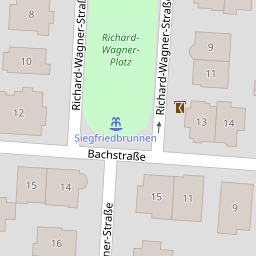 8
Richard-Wagner-Straße
Richard-Wagner-Straße
Richard-
Wagner-
Platz
9
10
11
12
13
14
Siegfriedbrunnen
Bachstraße
15
14
15
11
9
16
ner-Straße